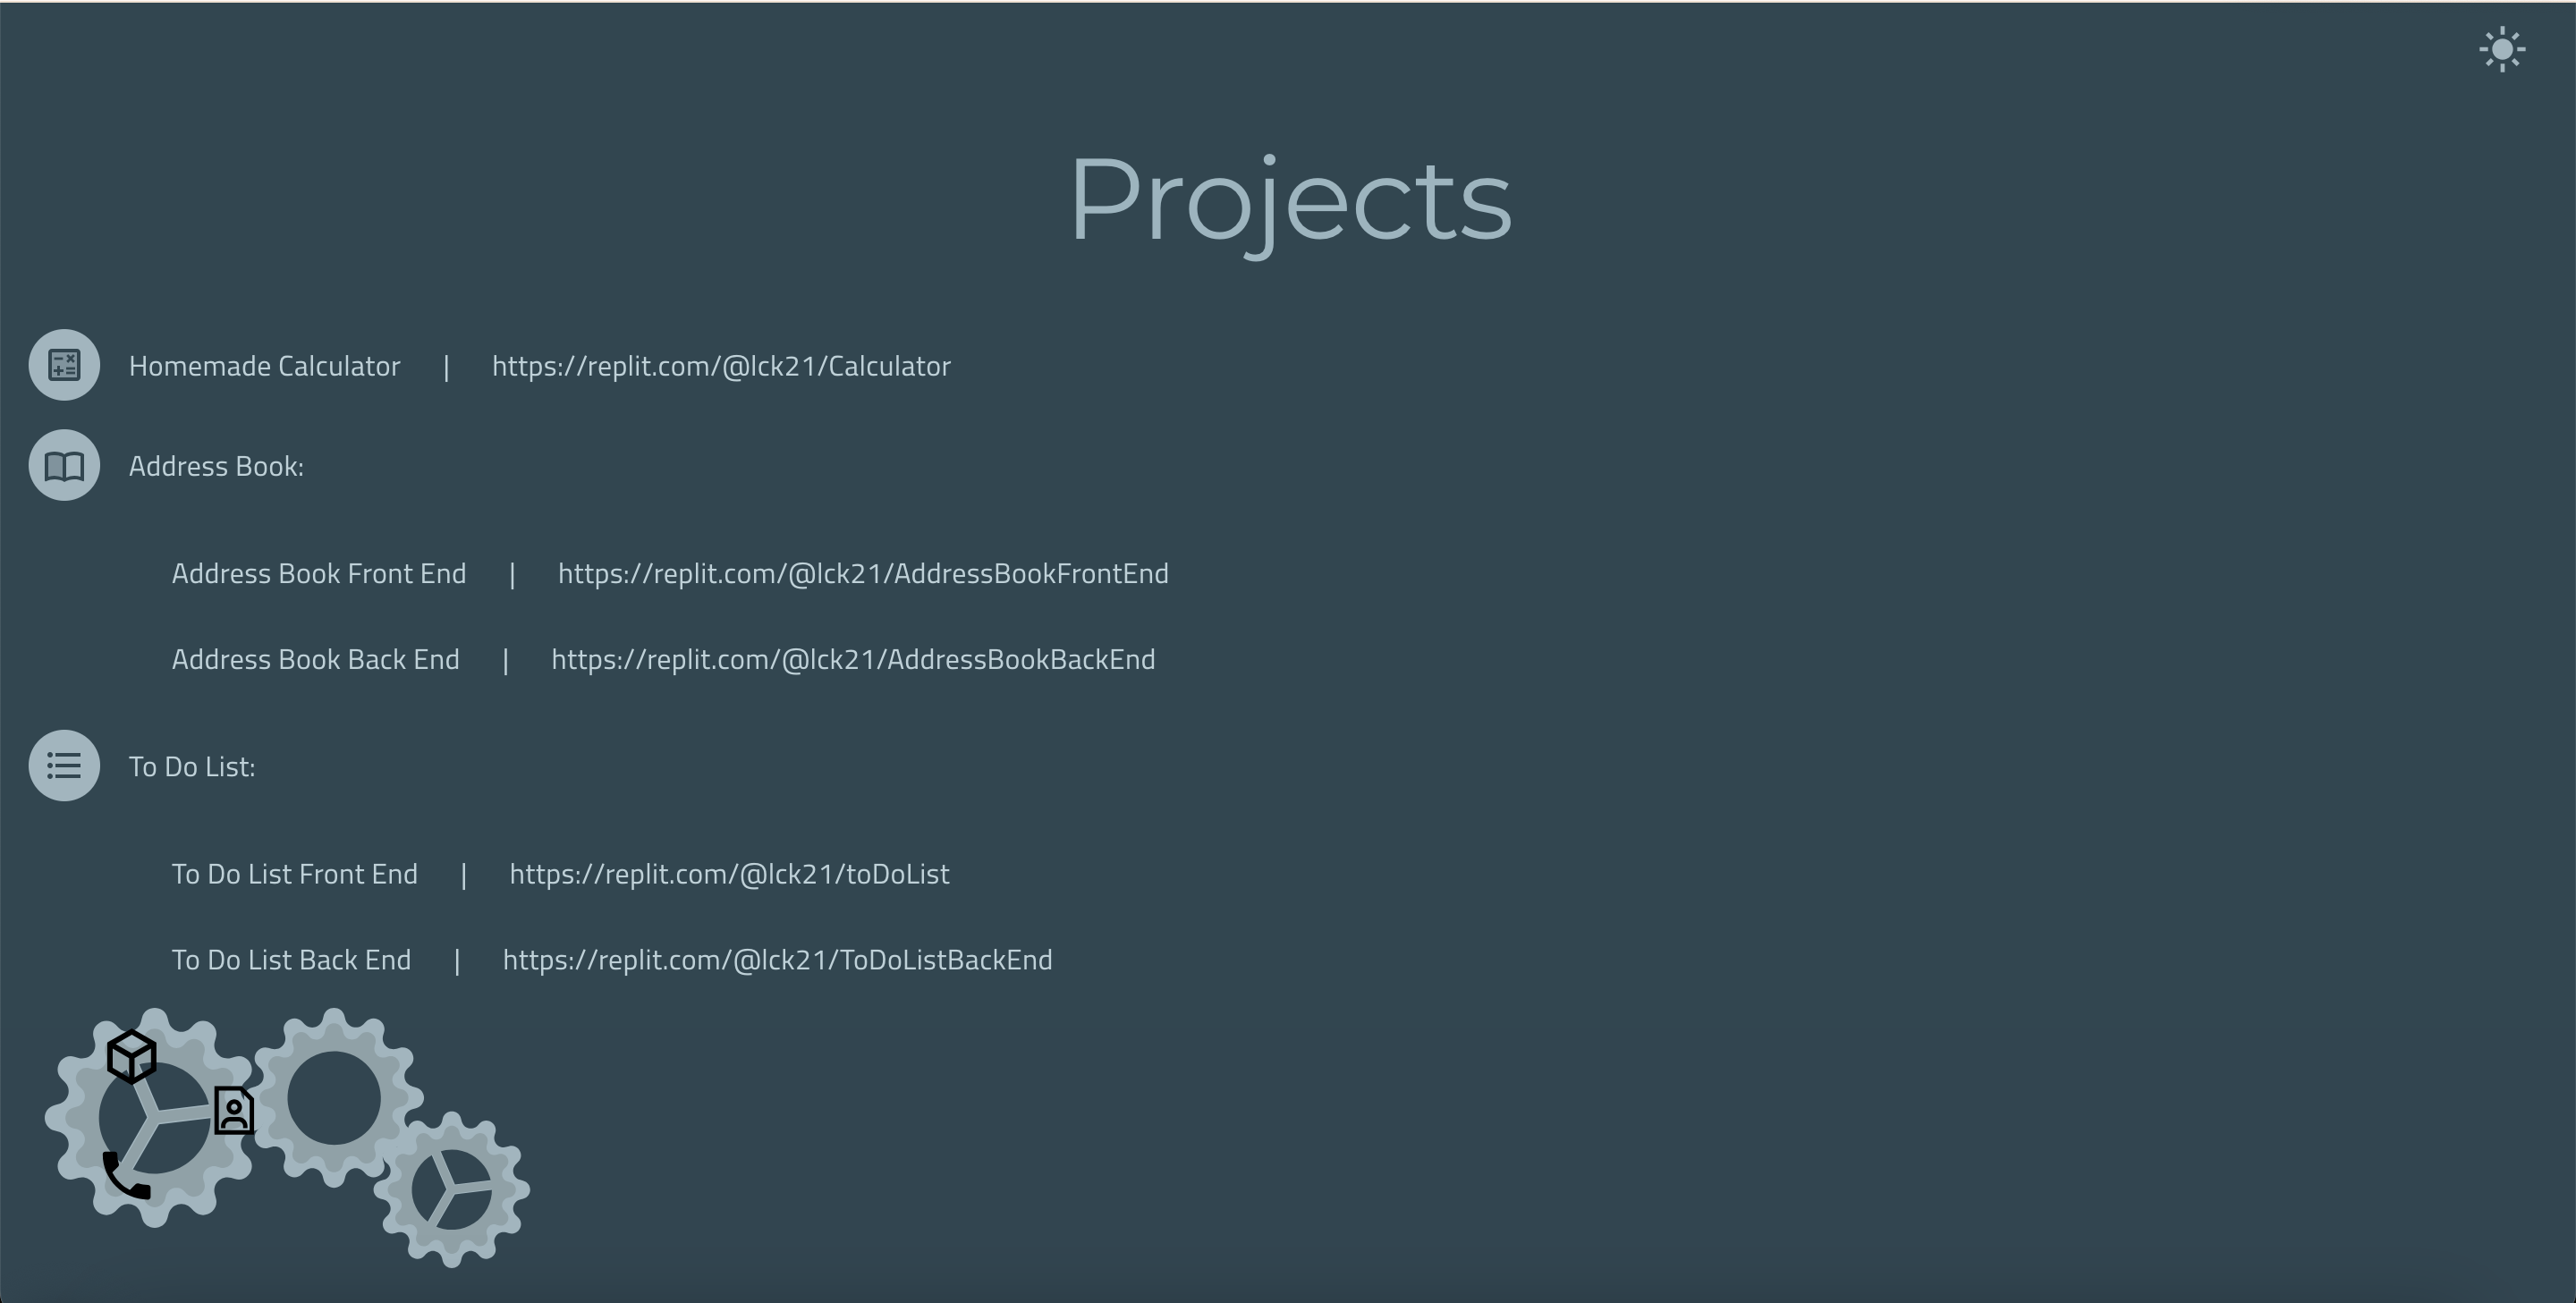 Projects
Homemade Calculator | https://replit.com/@lck21/Calculator
Address Book:
Address Book Front End | https://replit.com/@lck21/AddressBookFrontEnd
Address Book Back End | https://replit.com/@lck21/AddressBookBackEnd
To Do List:
To Do List Front End | https://replit.com/@lck21/toDoList
To Do List Back End | https://replit.com/@lck21/ToDoListBackEnd